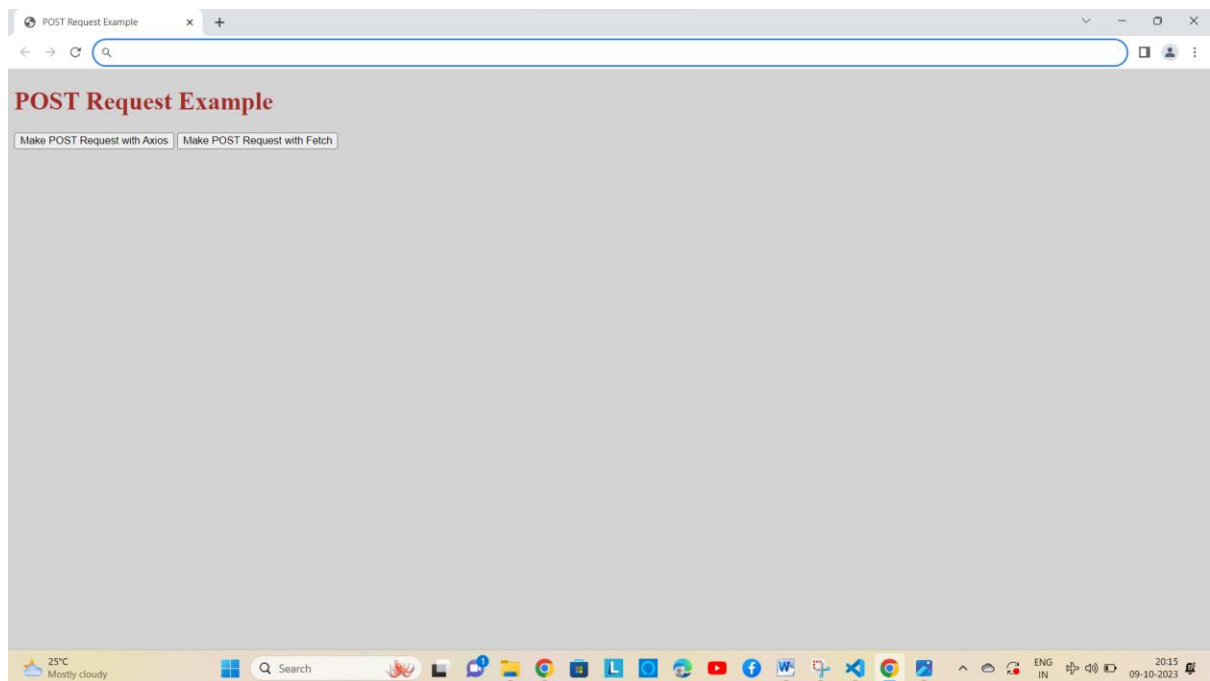 POST Request Example
POST Request Example
Make POST Request with Axios Make POST Request with Fetch
25°C
Mostly cloudy
Search
1
L
W
ENG
IN
20:15
09-10-2023